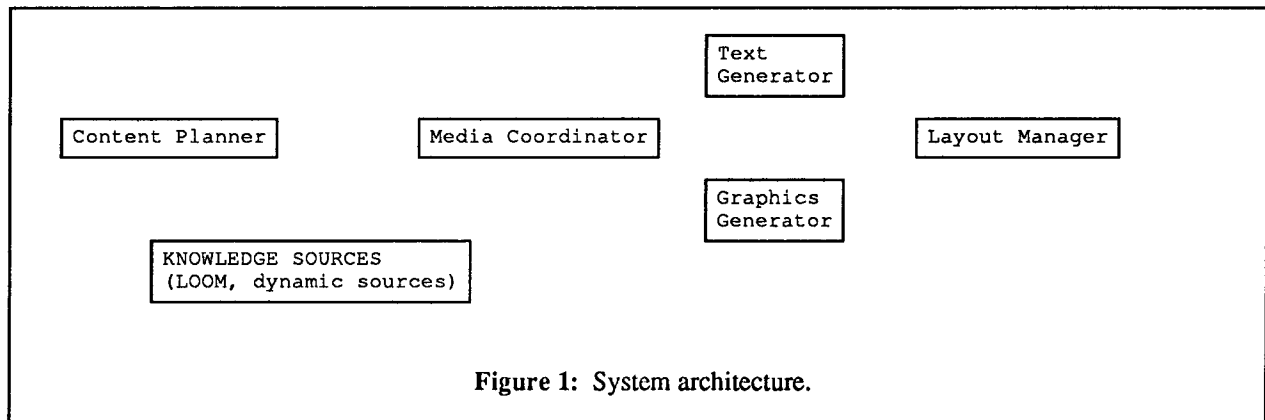 Text
Generator
Content Planner
Media Coordinator
Layout Manager
Graphics
Generator
KNOWLEDGE SOURCES
(LOOM, dynamic sources)
Figure 1: System architecture.